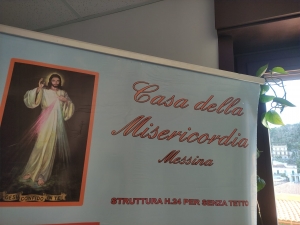 Casa della
Misericordia
Messina
STRUTTURA H.24 PER SENZA TETTO